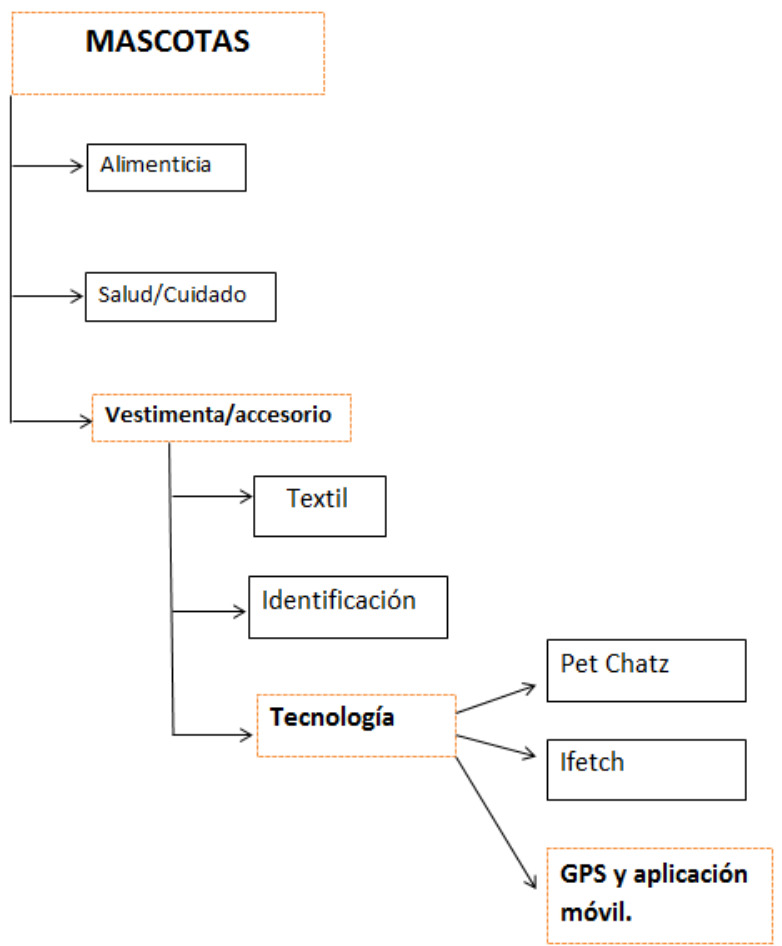 MASCOTAS
Alimenticia
Salud/Cuidado
Vestimenta/accesorio
Textil
Identificación
Tecnología
Pet Chatz
Ifetch
GPS y aplicación
móvil.